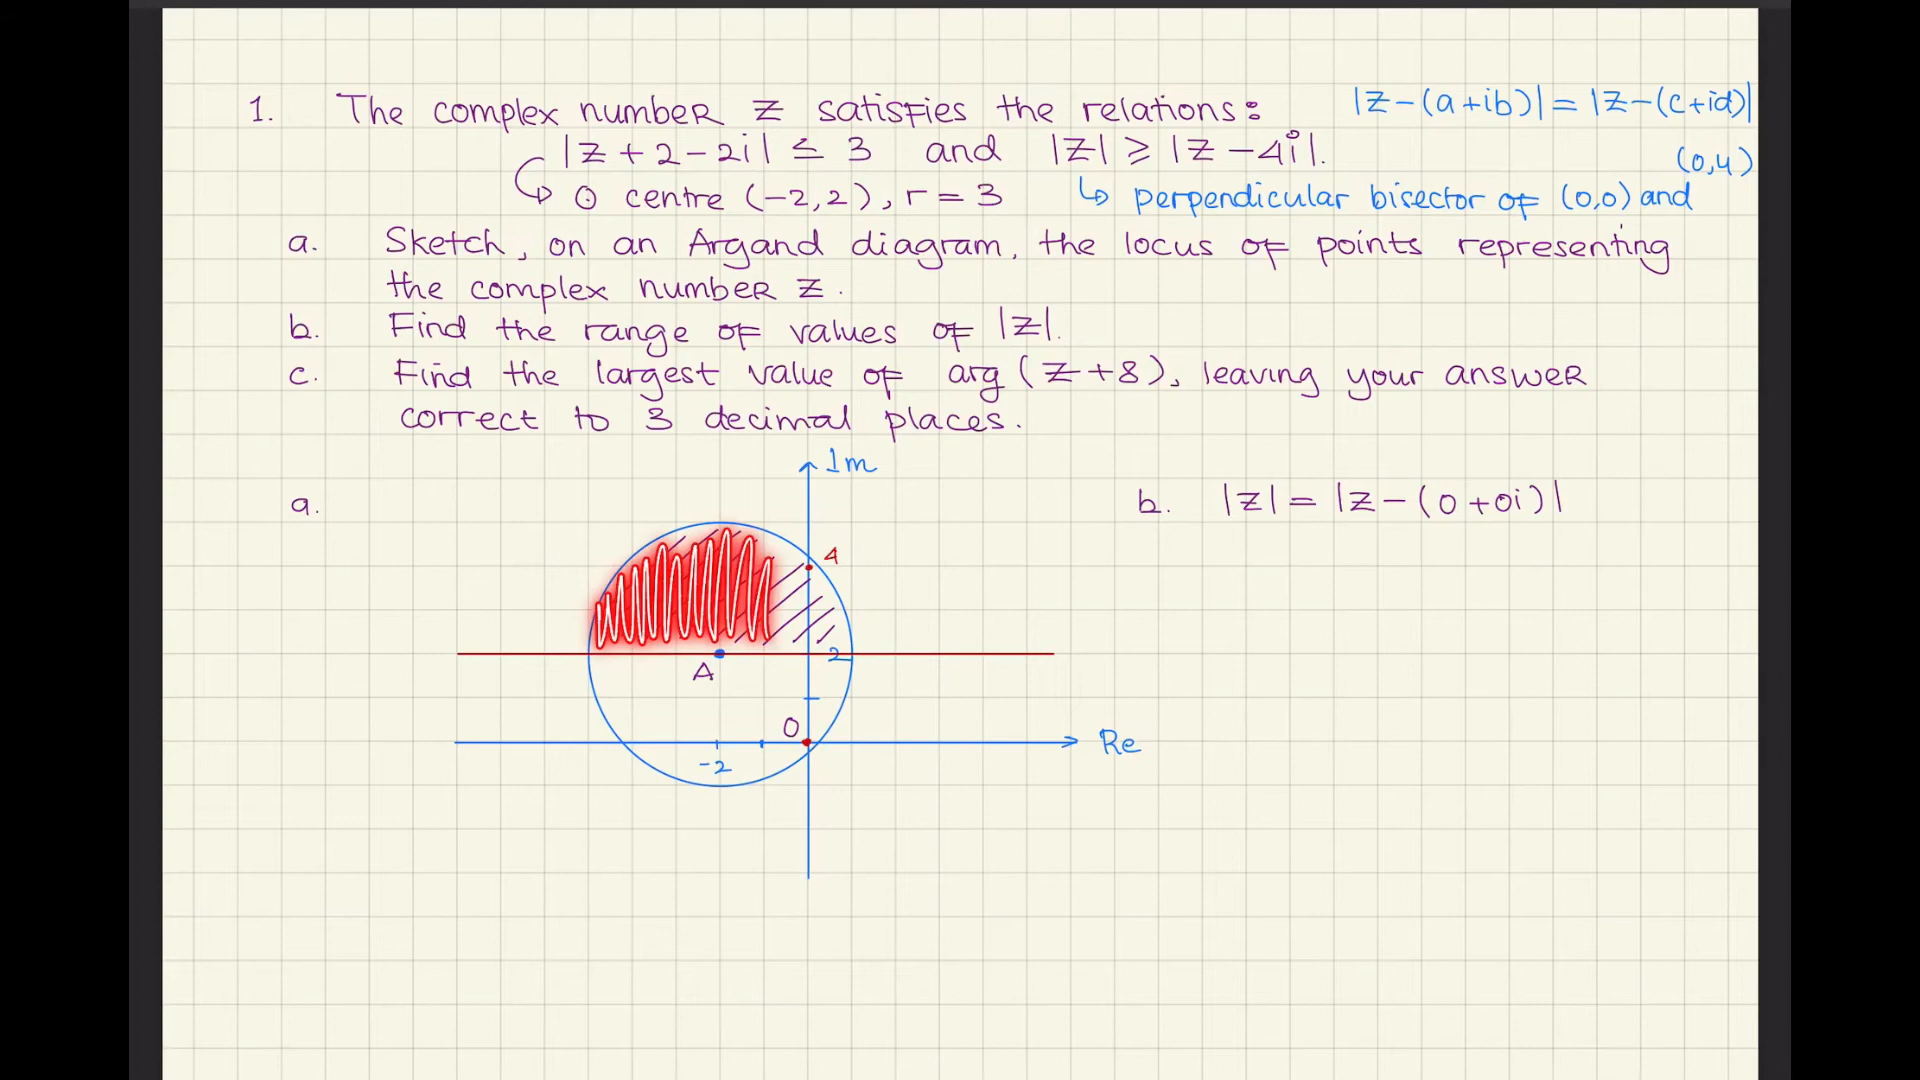 1. The complex number z satisfies the relations: |z-(a+ib)| = |z-(c+id)|
|z+2-2i| ≤ 3 and |z| ≥ |z-4i|.
(0,4)
↳ ⊙ centre (-2,2), r = 3 ↳ perpendicular bisector of (0,0) and
a. Sketch, on an Argand diagram, the locus of points representing
the complex number z.
b. Find the range of values of |z|.
c. Find the largest value of arg (z+8), leaving your answer
correct to 3 decimal places.
Im
a.
b. |z| = |z-(0+0i)|
4
2
A
O
Re
-2